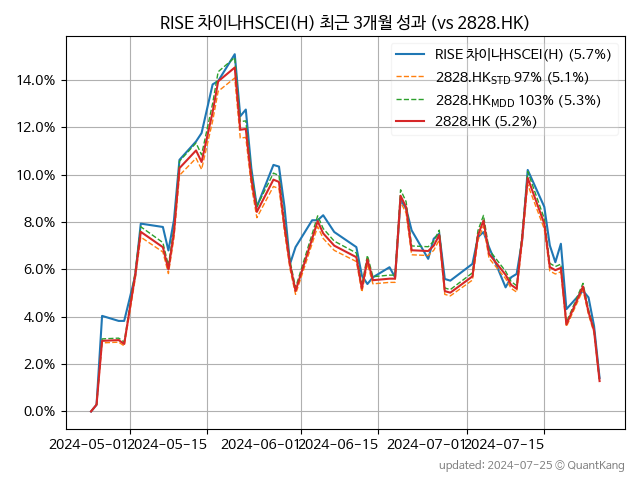 RISE 차이나HSCEI(H) 최근 3개월 성과 (vs 2828.HK)
RISE 차이나HSCEI(H) (5.7%)
2828.HKSTD 97% (5.1%)
2828.HKMDD 103% (5.3%)
2828.HK (5.2%)
14.0%
12.0%
10.0%
8.0%
6.0%
4.0%
2.0%
0.0%
2024-05-01 2024-05-15 2024-06-01 2024-06-15 2024-07-01 2024-07-15
updated: 2024-07-25 © QuantKang